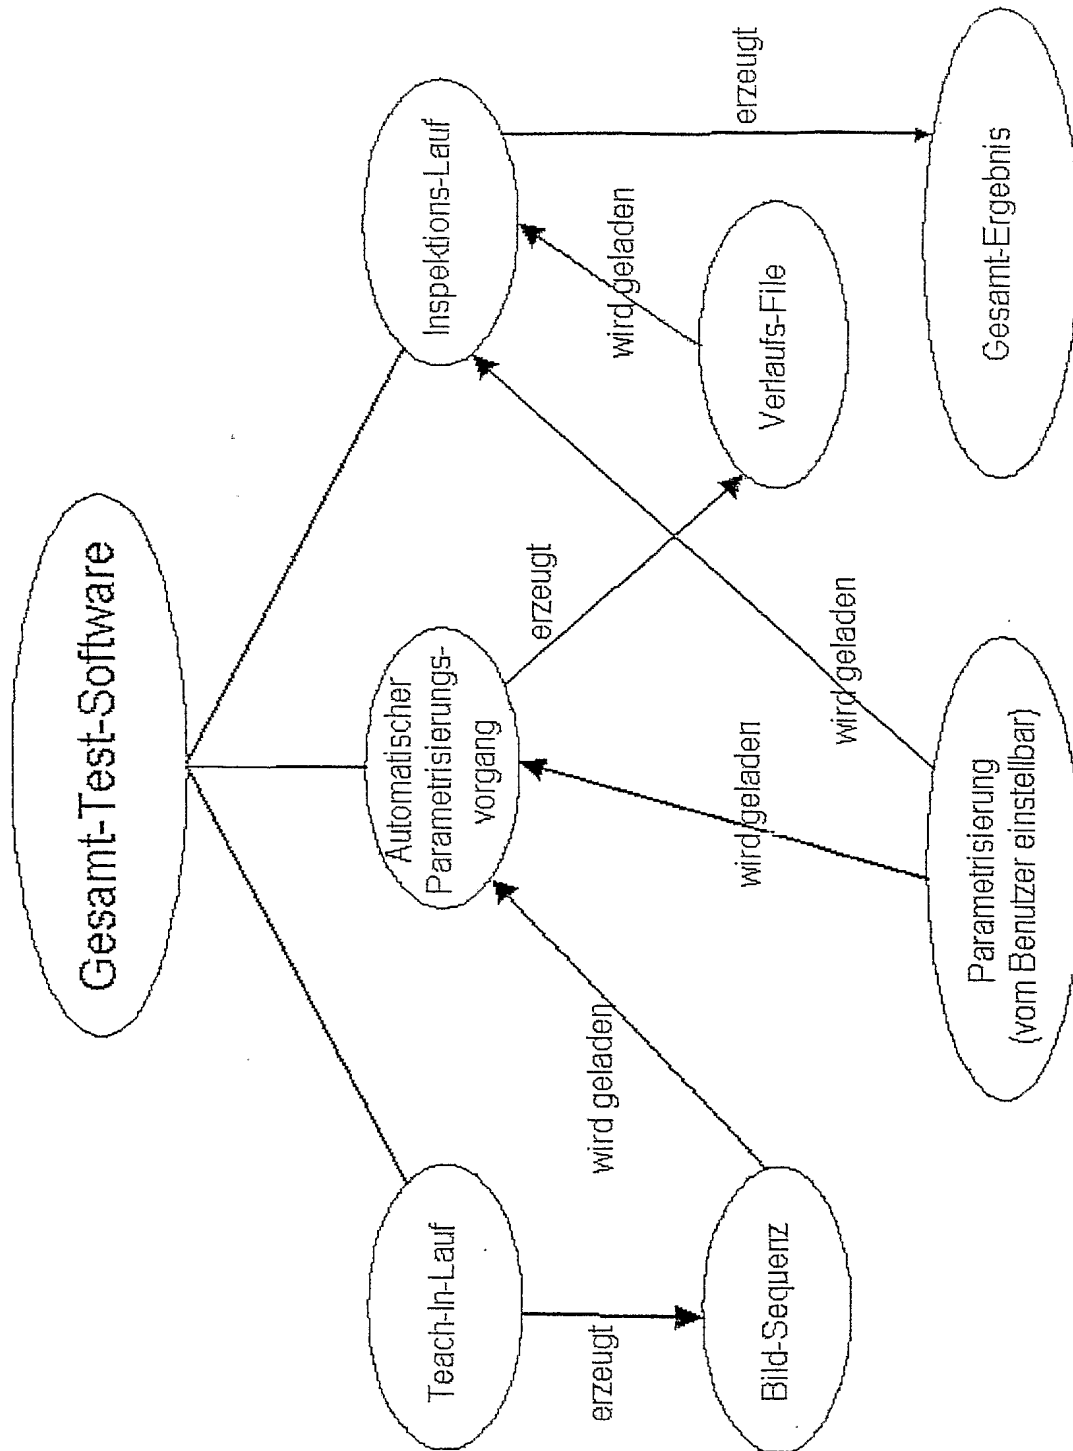 Gesamt-Test-Software
Teach-In-Lauf
Automatischer
Parametrisierungs-
vorgang
Inspektions-Lauf
erzeugt
wird geladen
wird geladen
erzeugt
wird geladen
wird geladen
erzeugt
Bild-Sequenz
Verlaufs-File
Parametrisierung
(vom Benutzer einstellbar)
Gesamt-Ergebnis